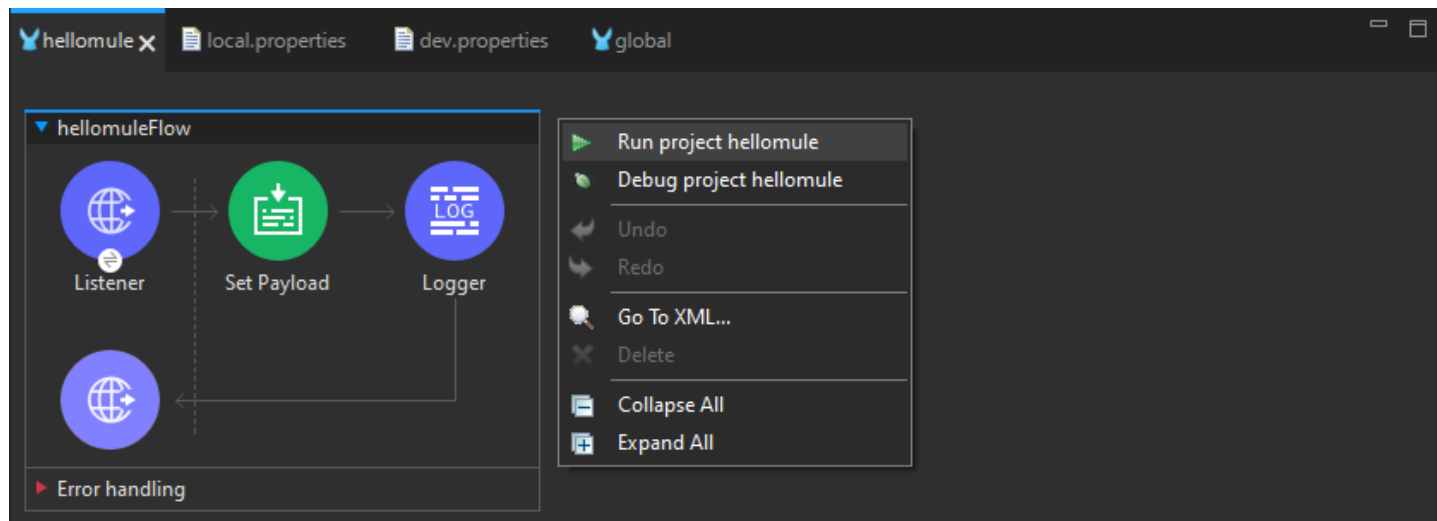 hellomule
local.properties
dev.properties
global
hellomuleFlow
Listener
Set Payload
LOG
Logger
Error handling
Run project hellomule
Debug project hellomule
Undo
Redo
Go To XML...
Delete
Collapse All
Expand All